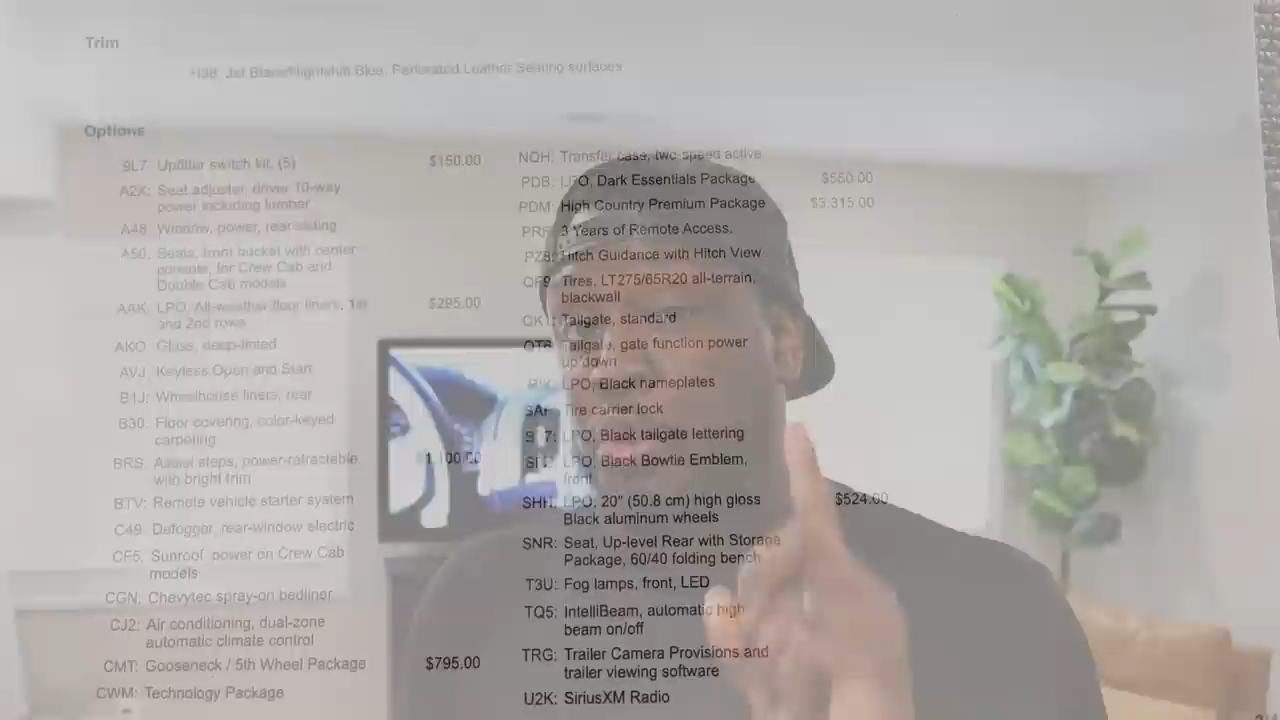 Trim
H38: Jet Black/Nightshift Blue, Perforated Leather Seating surfaces
Options
9L7: Upfitter switch kit, (5) $150.00
A2X: Seat adjuster, driver 10-way
power including lumbar
A48: Window, power, rear sliding
A50: Seats, front bucket with center
console, for Crew Cab and
Double Cab models
AAK: LPO, All-weather floor liners, 1st $295.00
and 2nd rows
AKO: Glass, deep-tinted
AVJ: Keyless Open and Start
B1J: Wheelhouse liners, rear
B30: Floor covering, color-keyed
carpeting
BRS: Assist steps, power-retractable $1,100.00
with bright trim
BTV: Remote vehicle starter system
C49: Defogger, rear-window electric
CF5: Sunroof, power on Crew Cab
models
CGN: Chevytec spray-on bedliner
CJ2: Air conditioning, dual-zone
automatic climate control
CMT: Gooseneck / 5th Wheel Package $795.00
CWM: Technology Package
NQH: Transfer case, two-speed active
PDB: LPO, Dark Essentials Package $550.00
PDM: High Country Premium Package $3,315.00
3 Years of Remote Access.
PZ8: Hitch Guidance with Hitch View
QF9: Tires, LT275/65R20 all-terrain,
blackwall
QK1: Tailgate, standard
QT6: Tailgate, gate function power
up/down
LPO, Black nameplates
SAF: Tire carrier lock
LPO, Black tailgate lettering
LPO, Black Bowtie Emblem,
front
SHH: LPO, 20" (50.8 cm) high gloss $524.00
Black aluminum wheels
SNR: Seat, Up-level Rear with Storage
Package, 60/40 folding bench
T3U: Fog lamps, front, LED
TQ5: IntelliBeam, automatic high
beam on/off
TRG: Trailer Camera Provisions and
trailer viewing software
U2K: SiriusXM Radio